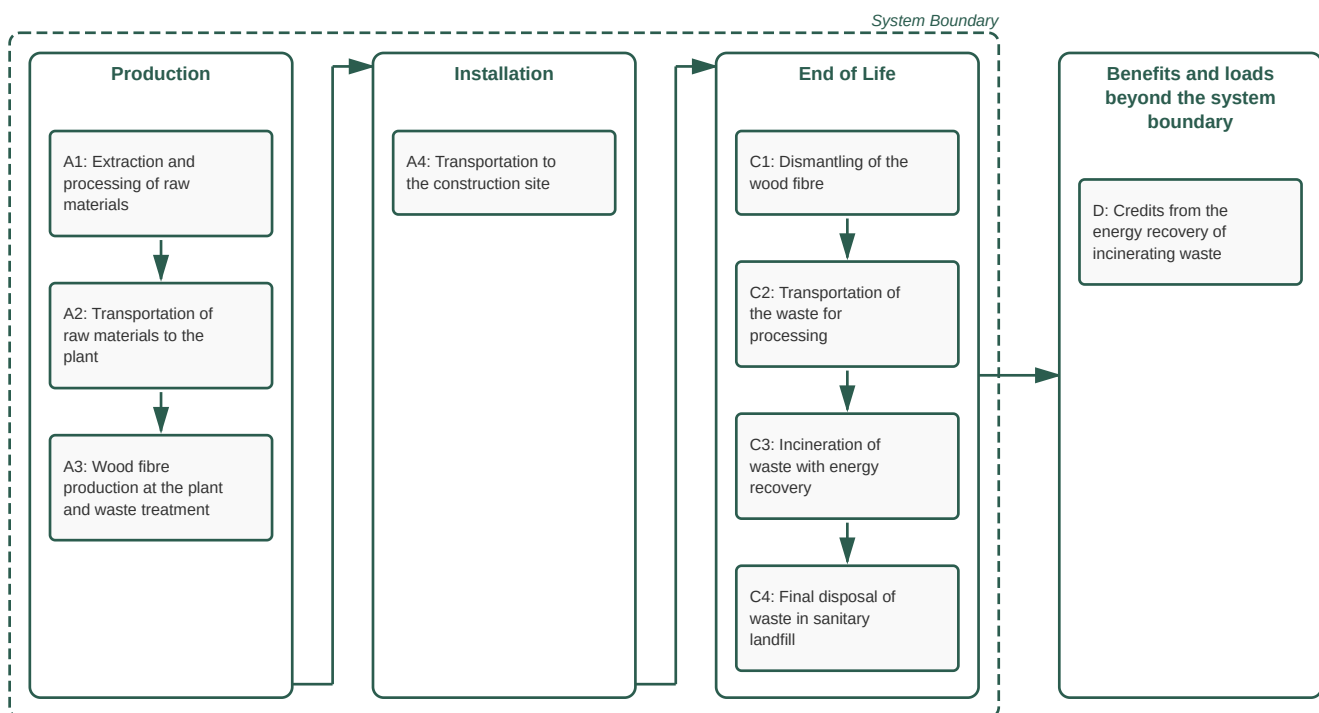 System Boundary
Production
A1: Extraction and
processing of raw
materials
A2: Transportation of
raw materials to the
plant
A3: Wood fibre
production at the plant
and waste treatment
Installation
A4: Transportation to
the construction site
End of Life
C1: Dismantling of the
wood fibre
C2: Transportation of
the waste for
processing
C3: Incineration of
waste with energy
recovery
C4: Final disposal of
waste in sanitary
landfill
Benefits and loads
beyond the system
boundary
D: Credits from the
energy recovery of
incinerating waste